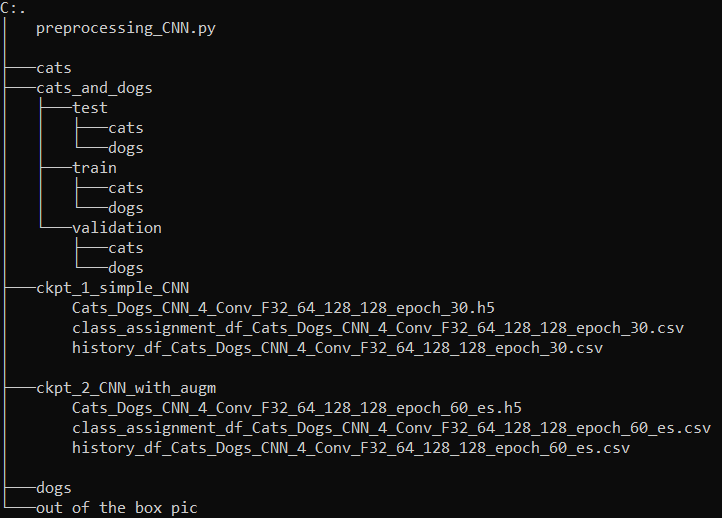 C:.
│   preprocessing_CNN.py
│
├───cats
├───cats_and_dogs
│   ├───test
│   │   ├───cats
│   │   └───dogs
│   ├───train
│   │   ├───cats
│   │   └───dogs
│   └───validation
│       ├───cats
│       └───dogs
├───ckpt_1_simple_CNN
│       Cats_Dogs_CNN_4_Conv_F32_64_128_128_epoch_30.h5
│       class_assignment_df_Cats_Dogs_CNN_4_Conv_F32_64_128_128_epoch_30.csv
│       history_df_Cats_Dogs_CNN_4_Conv_F32_64_128_128_epoch_30.csv
│
├───ckpt_2_CNN_with_augm
│       Cats_Dogs_CNN_4_Conv_F32_64_128_128_epoch_60_es.h5
│       class_assignment_df_Cats_Dogs_CNN_4_Conv_F32_64_128_128_epoch_60_es.csv
│       history_df_Cats_Dogs_CNN_4_Conv_F32_64_128_128_epoch_60_es.csv
│
├───dogs
└───out of the box pic